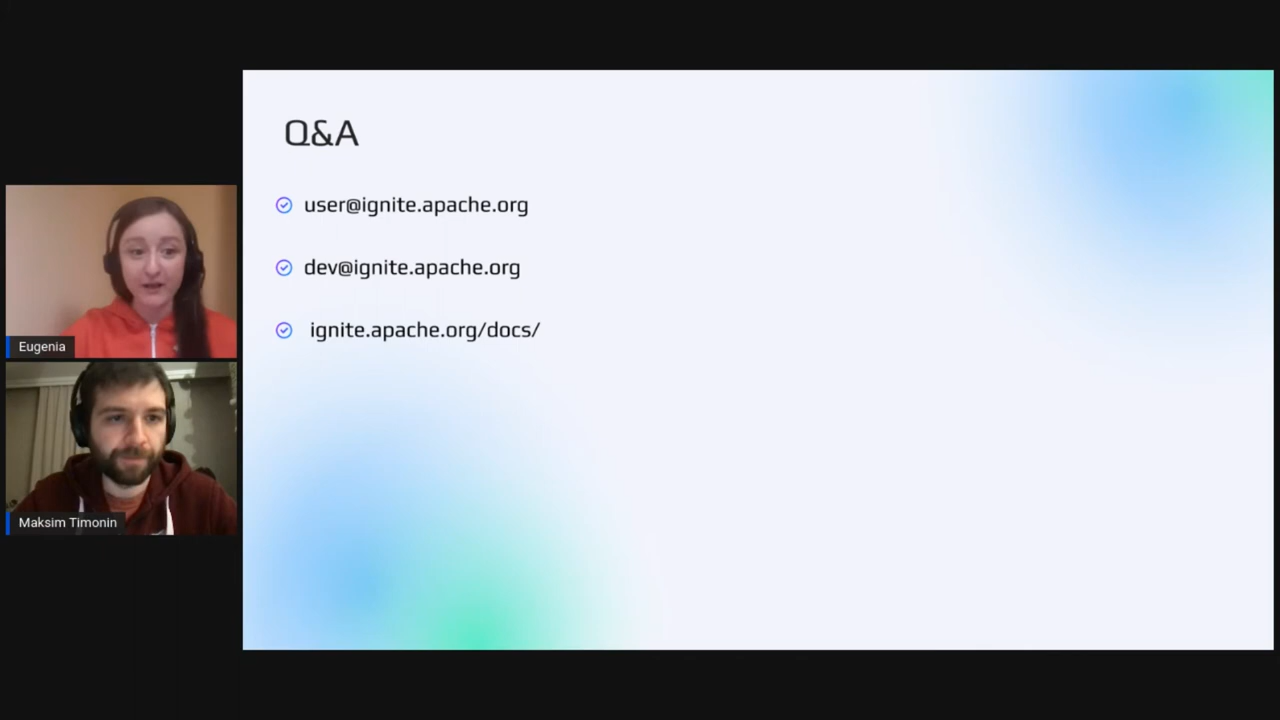 Q&A
user@ignite.apache.org
dev@ignite.apache.org
ignite.apache.org/docs/
Eugenia
Maksim Timonin